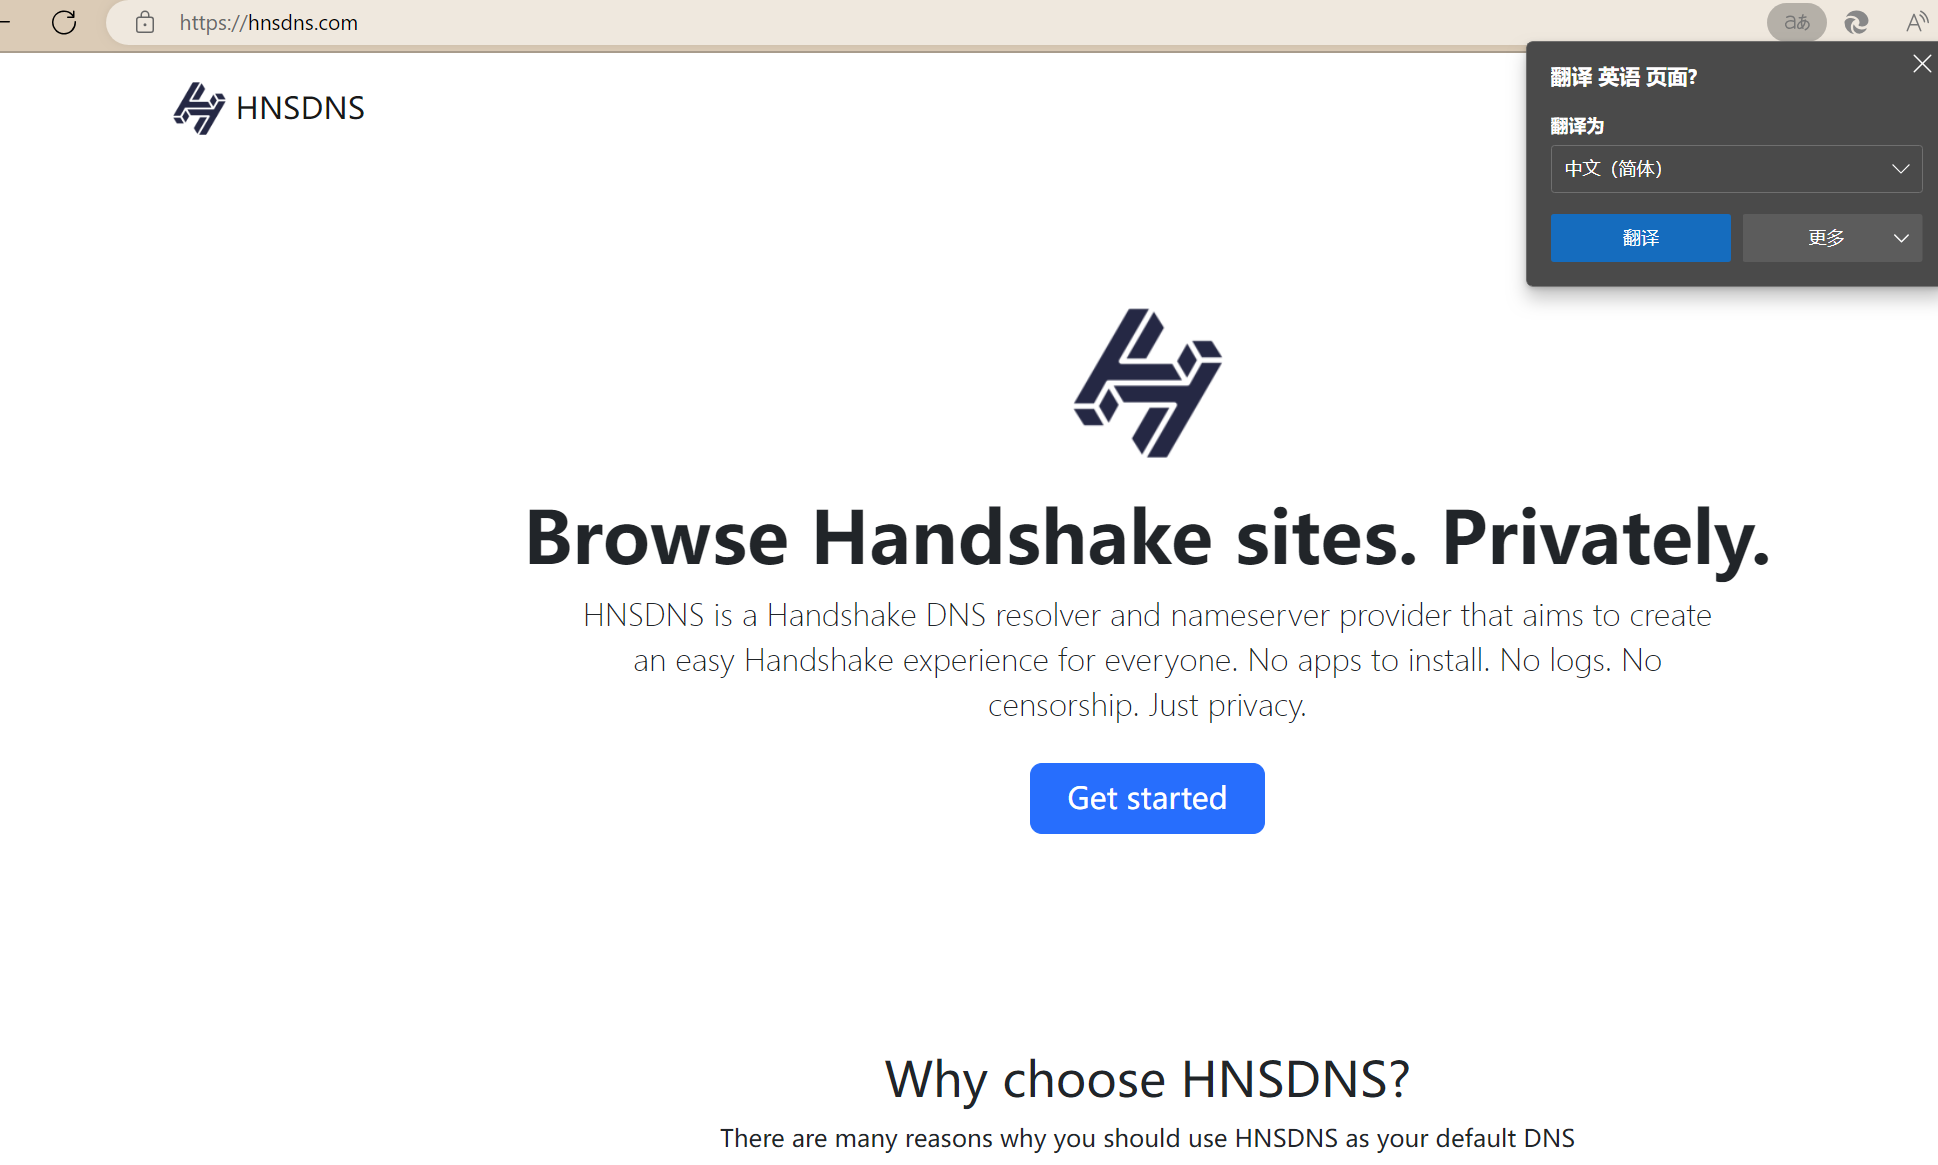 https://hnsdns.com
aあ
A
翻译 英语 页面?
翻译为
中文（简体）
翻译
更多
HNSDNS
Browse Handshake sites. Privately.
HNSDNS is a Handshake DNS resolver and nameserver provider that aims to create
an easy Handshake experience for everyone. No apps to install. No logs. No
censorship. Just privacy.
Get started
Why choose HNSDNS?
There are many reasons why you should use HNSDNS as your default DNS